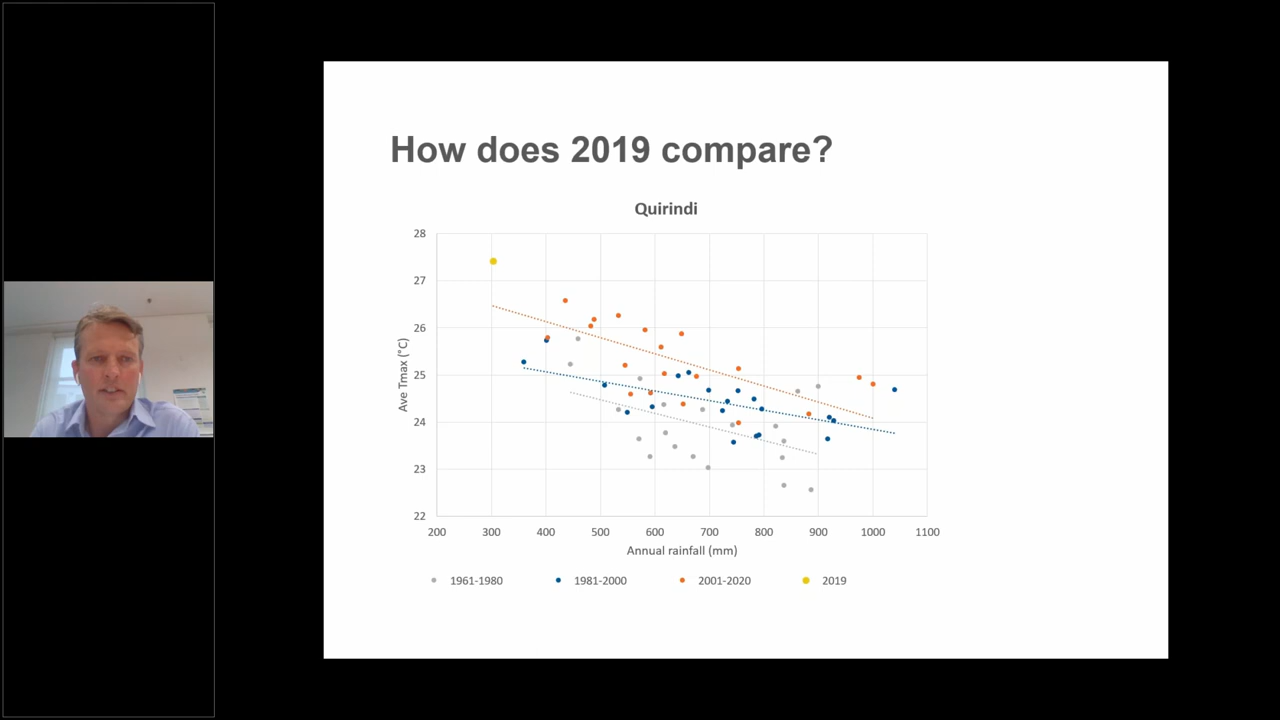 How does 2019 compare?
Quirindi
28
27
26
25
24
23
22
Ave Tmax (°C)
200 300 400 500 600 700 800 900 1000 1100
Annual rainfall (mm)
1961-1980 1981-2000 2001-2020 2019